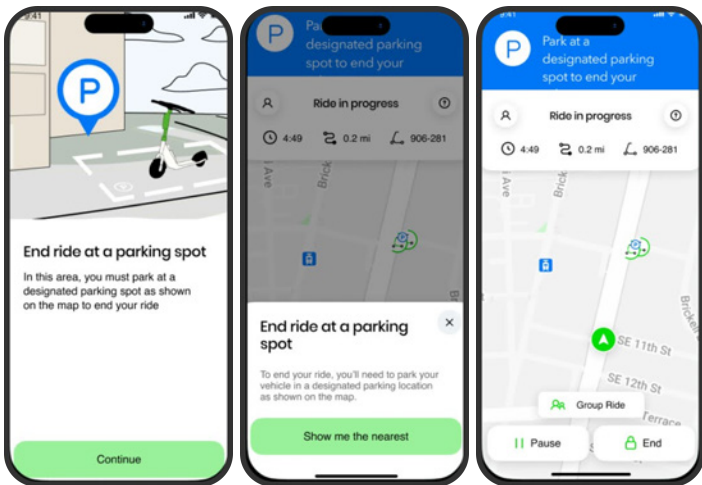 9:41
P
End ride at a parking spot
In this area, you must park at a
designated parking spot as shown
on the map to end your ride
Continue
P
designated parking
spot to end your
Ride in progress
4:49
0.2 mi
906-281
Ave
Brick
P
End ride at a parking
spot
To end your ride, you'll need to park your
vehicle in a designated parking location
as shown on the map.
Show me the nearest
9:41
P
Park at a
designated parking
spot to end your
Ride in progress
4:49
0.2 mi
906-281
Ave
Brick
P
Brickell
SE 11th St
SE 12th St
Terrace
Group Ride
Pause
End